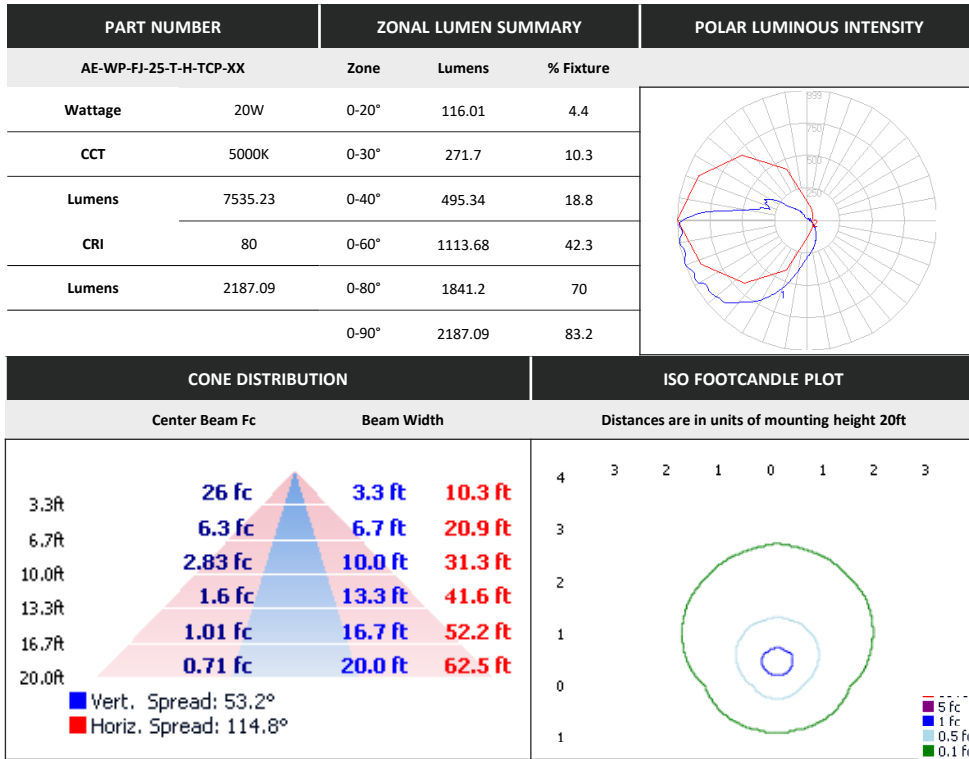 PART NUMBER
ZONAL LUMEN SUMMARY
POLAR LUMINOUS INTENSITY
AE-WP-FJ-25-T-H-TCP-XX
Zone Lumens % Fixture
Wattage 20W 0-20° 116.01 4.4
CCT 5000K 0-30° 271.7 10.3
Lumens 7535.23 0-40° 495.34 18.8
CRI 80 0-60° 1113.68 42.3
Lumens 2187.09 0-80° 1841.2 70
0-90° 2187.09 83.2
999
750
500
250
1
CONE DISTRIBUTION
Center Beam Fc Beam Width
3.3ft 26 fc 3.3 ft 10.3 ft
6.7ft 6.3 fc 6.7 ft 20.9 ft
10.0ft 2.83 fc 10.0 ft 31.3 ft
13.3ft 1.6 fc 13.3 ft 41.6 ft
16.7ft 1.01 fc 16.7 ft 52.2 ft
20.0ft 0.71 fc 20.0 ft 62.5 ft
Vert. Spread: 53.2°
Horiz. Spread: 114.8°
ISO FOOTCANDLE PLOT
Distances are in units of mounting height 20ft
4 3 2 1 0 1 2 3
3
2
1
0
1
5 fc
1 fc
0.5 fc
0.1 fc